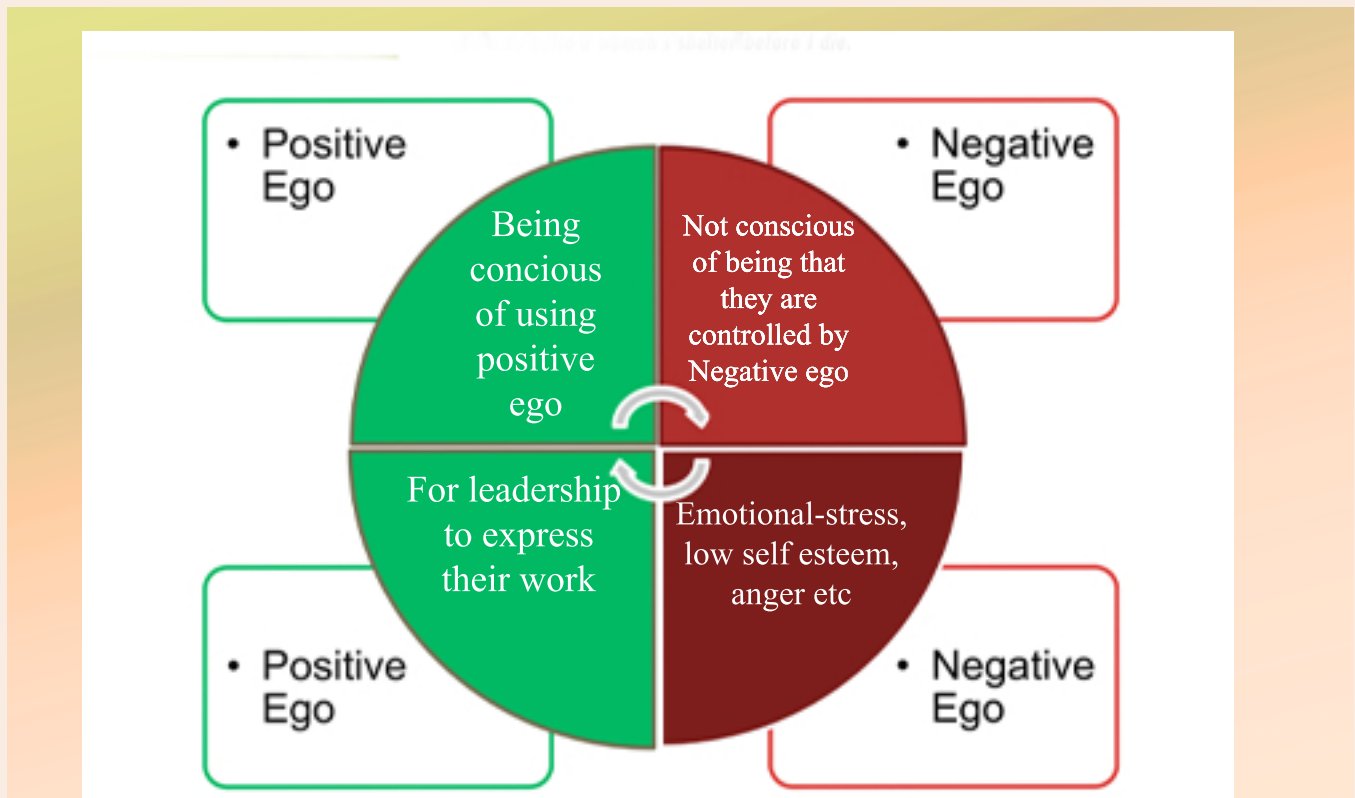 • Positive
Ego
• Negative
Ego
Being
concious
of using
positive
ego
Not conscious
of being that
they are
controlled by
Negative ego
For leadership
to express
their work
Emotional-stress,
low self esteem,
anger etc
• Positive
Ego
• Negative
Ego